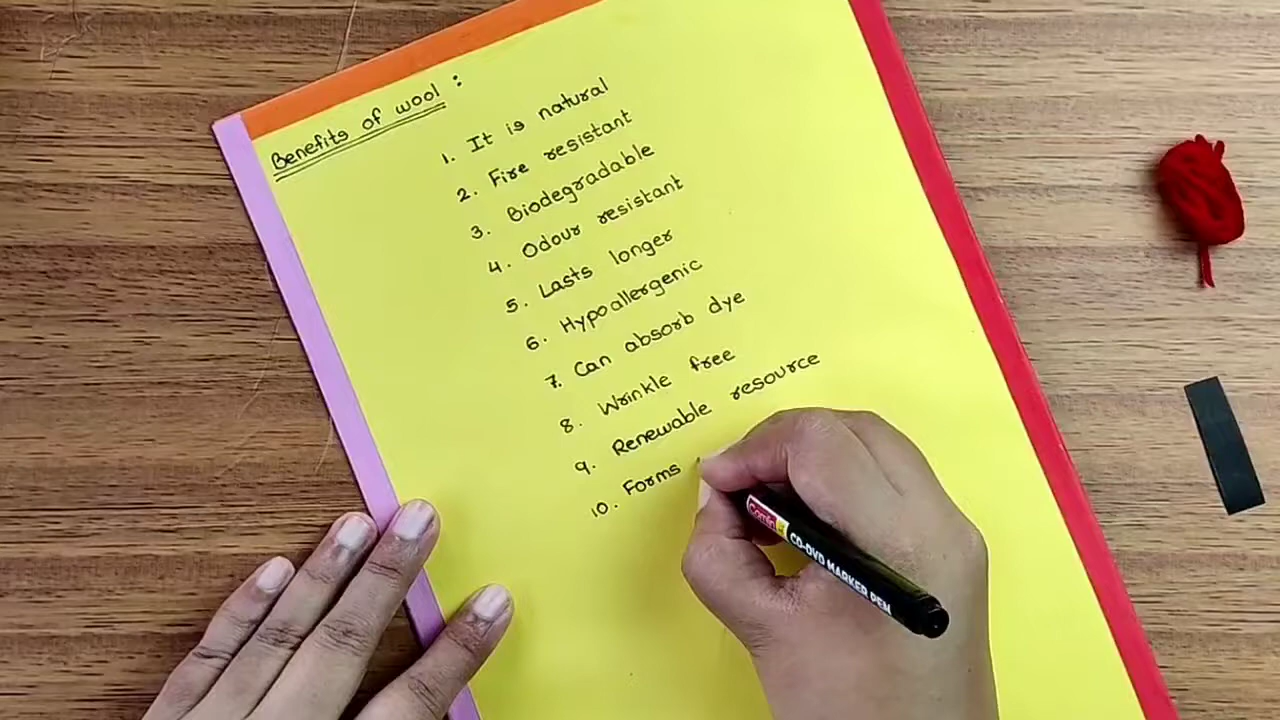 Benefits of wool :
1. It is natural
2. Fire resistant
3. Biodegradable
4. Odour resistant
5. Lasts longer
6. Hypoallergenic
7. Can absorb dye
8. Wrinkle free
9. Renewable resource
10. Forms
Camlin
CD-DVD MARKER PEN